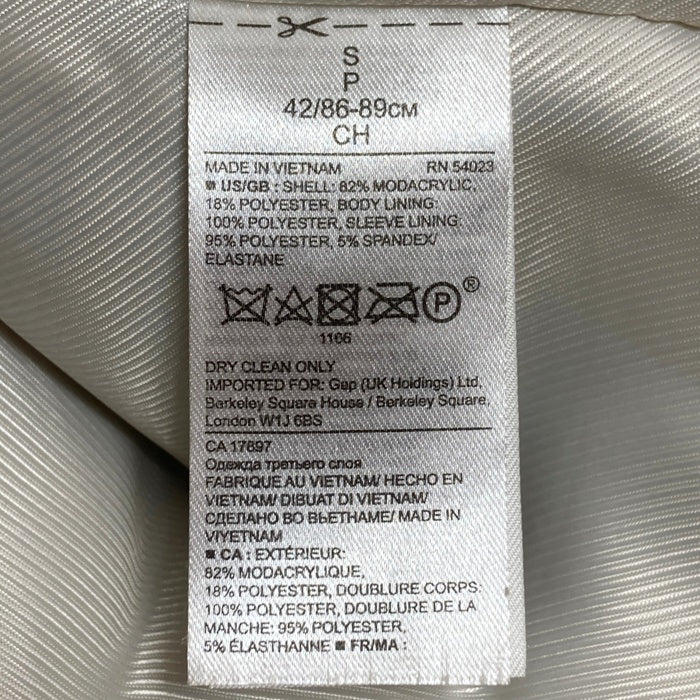 S
P
42/86-89см
CH
MADE IN VIETNAM RN 54023
US/GB : SHELL: 82% MODACRYLIC,
18% POLYESTER, BODY LINING:
100% POLYESTER, SLEEVE LINING:
95% POLYESTER, 5% SPANDEX/
ELASTANE
P ®
1166
DRY CLEAN ONLY
IMPORTED FOR: Gap (UK Holdings) Ltd,
Berkeley Square House / Berkeley Square,
London W1J 6BS
CA 17897
Одежда третьего слоя
FABRIQUÉ AU VIETNAM/ HECHO EN
VIETNAM/ DIBUAT DI VIETNAM/
СДЕЛАНО ВО ВЬЕТНАМЕ/ MADE IN
VIYETNAM
CA : EXTÉRIEUR:
82% MODACRYLIQUE,
18% POLYESTER, DOUBLURE CORPS:
100% POLYESTER, DOUBLURE DE LA
MANCHE: 95% POLYESTER,
5% ÉLASTHANNE FR/MA :